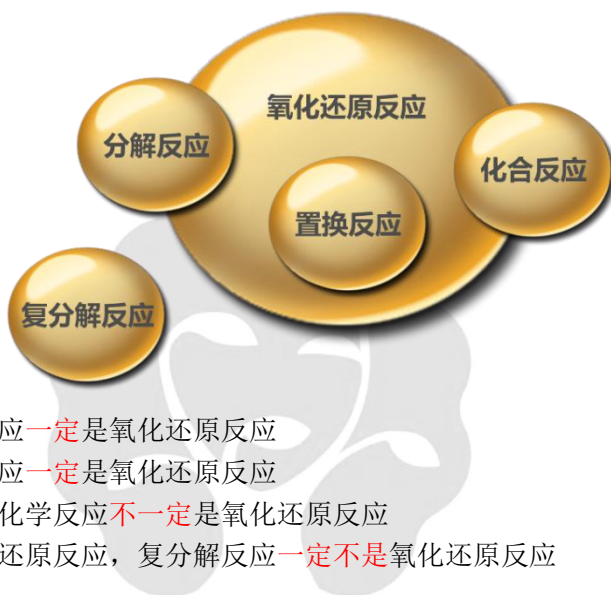 氧化还原反应
分解反应
化合反应
置换反应
复分解反应
应一定是氧化还原反应
应一定是氧化还原反应
化学反应不一定是氧化还原反应
还原反应，复分解反应一定不是氧化还原反应